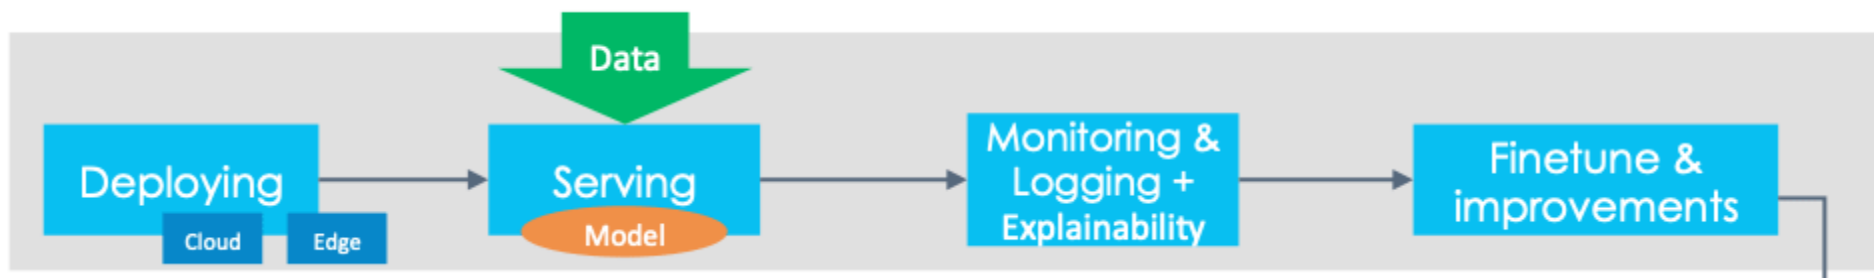 Data
Deploying
Cloud
Edge
Serving
Model
Monitoring &
Logging +
Explainability
Finetune &
improvements